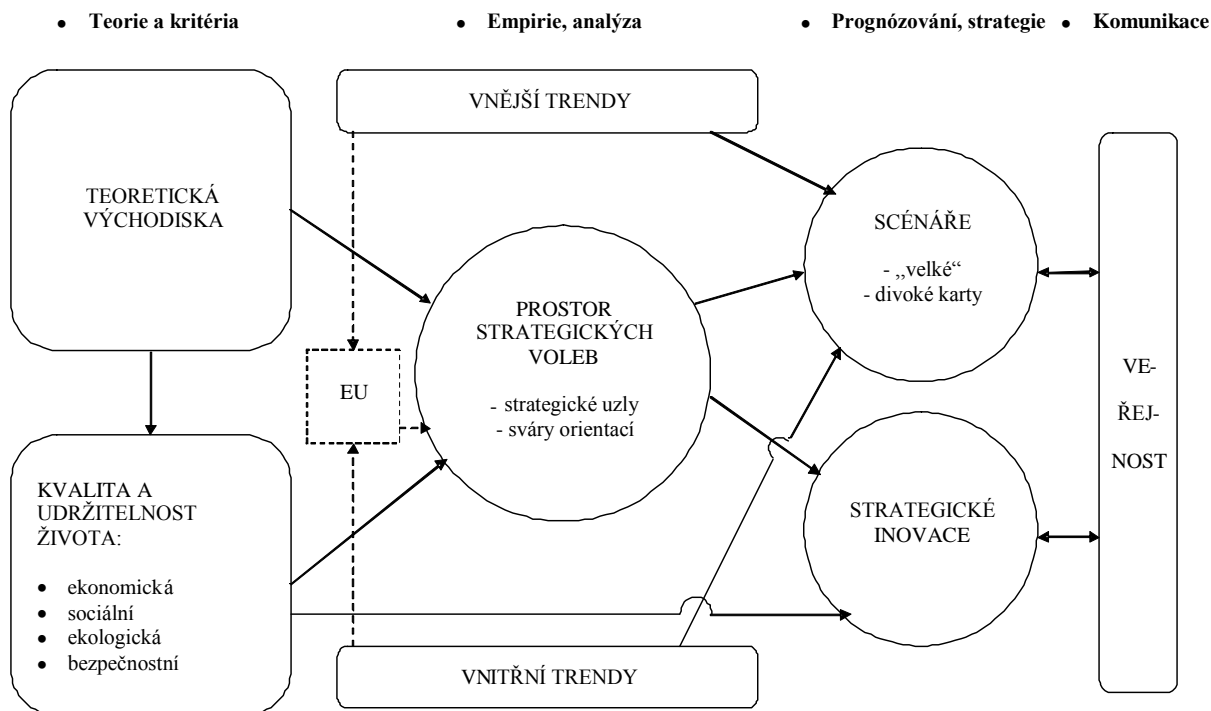 • Teorie a kritéria
• Empirie, analýza
• Prognózování, strategie
• Komunikace
VNĚJŠÍ TRENDY
TEORETICKÁ
VÝCHODISKA
SCÉNÁŘE
- „velké“
- divoké karty
PROSTOR
STRATEGICKÝCH
VOLEB
- strategické uzly
- sváry orientací
EU
VE-
ŘEJ-
NOST
KVALITA A
UDRŽITELNOST
ŽIVOTA:
• ekonomická
• sociální
• ekologická
• bezpečnostní
STRATEGICKÉ
INOVACE
VNITŘNÍ TRENDY